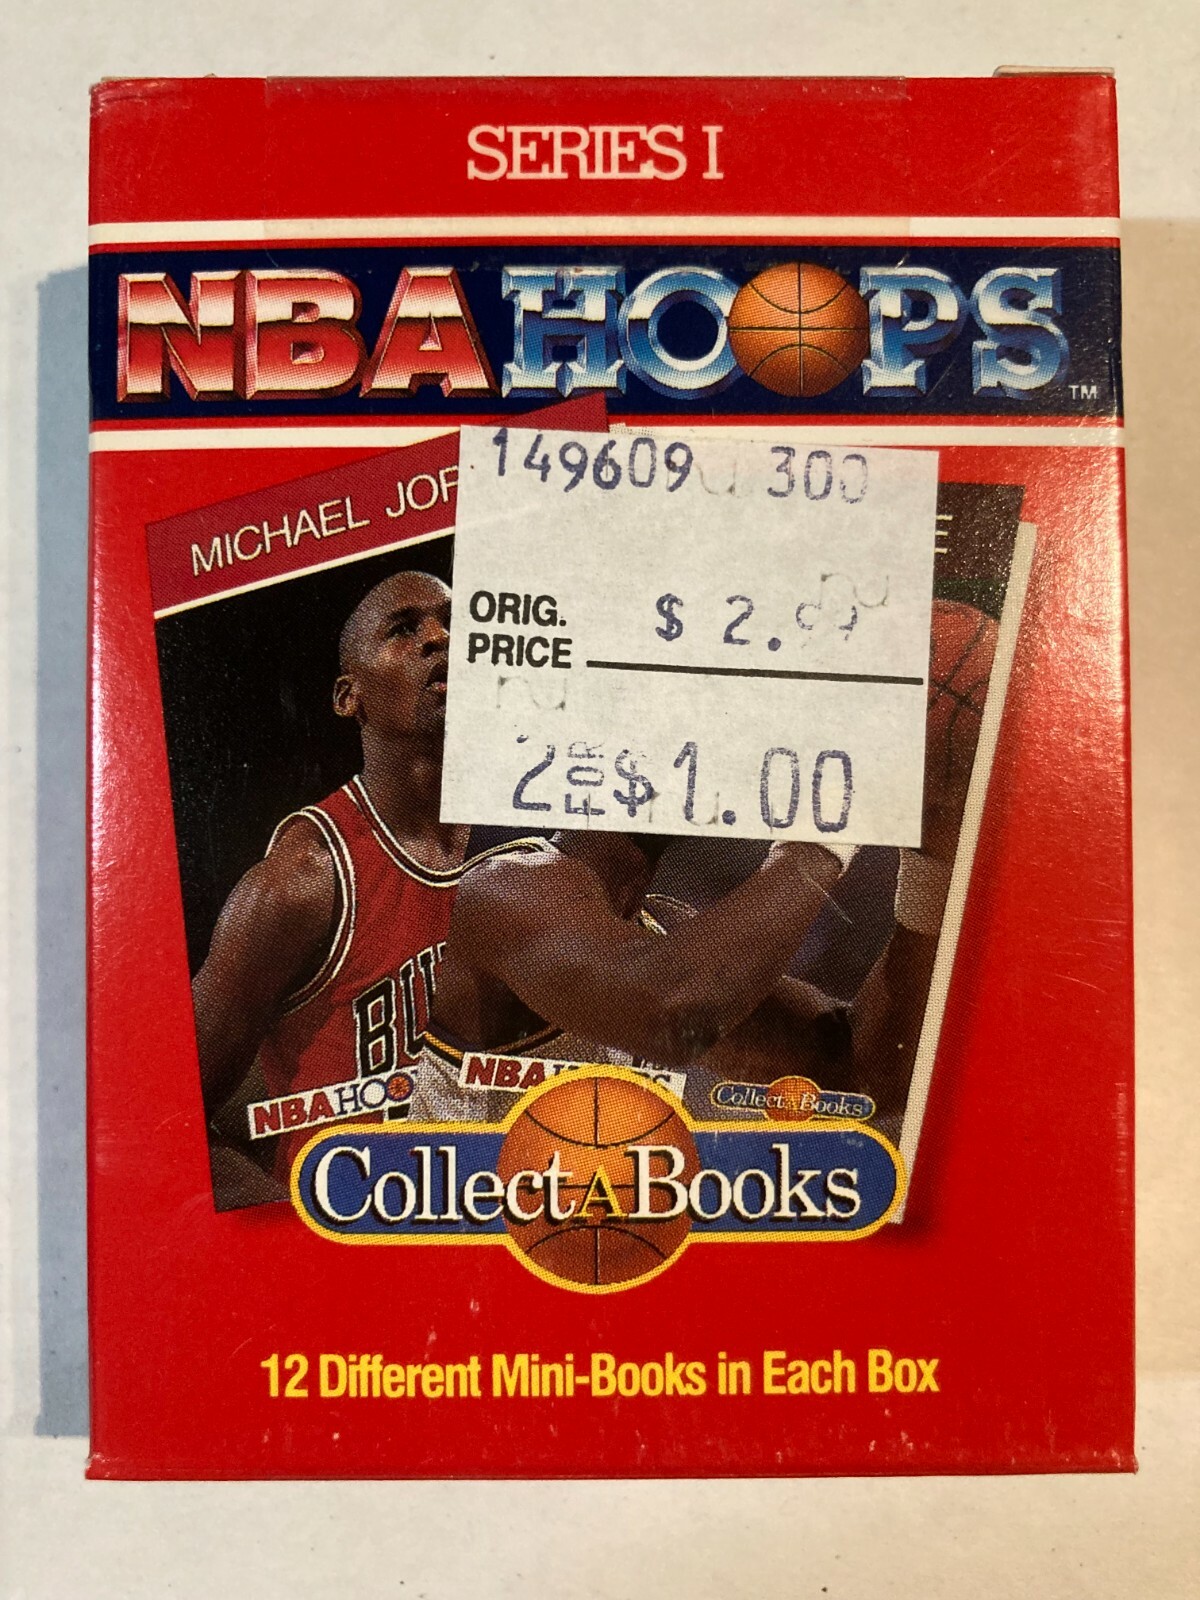 SERIES I
NBA HOOPS
TM
149609 300
MICHAEL JOR
E
ORIG. $ 2.97
PRICE
2 FOR $1.00
BU
NBA HOO
NBA
Collect A Books
Collect A Books
12 Different Mini-Books in Each Box